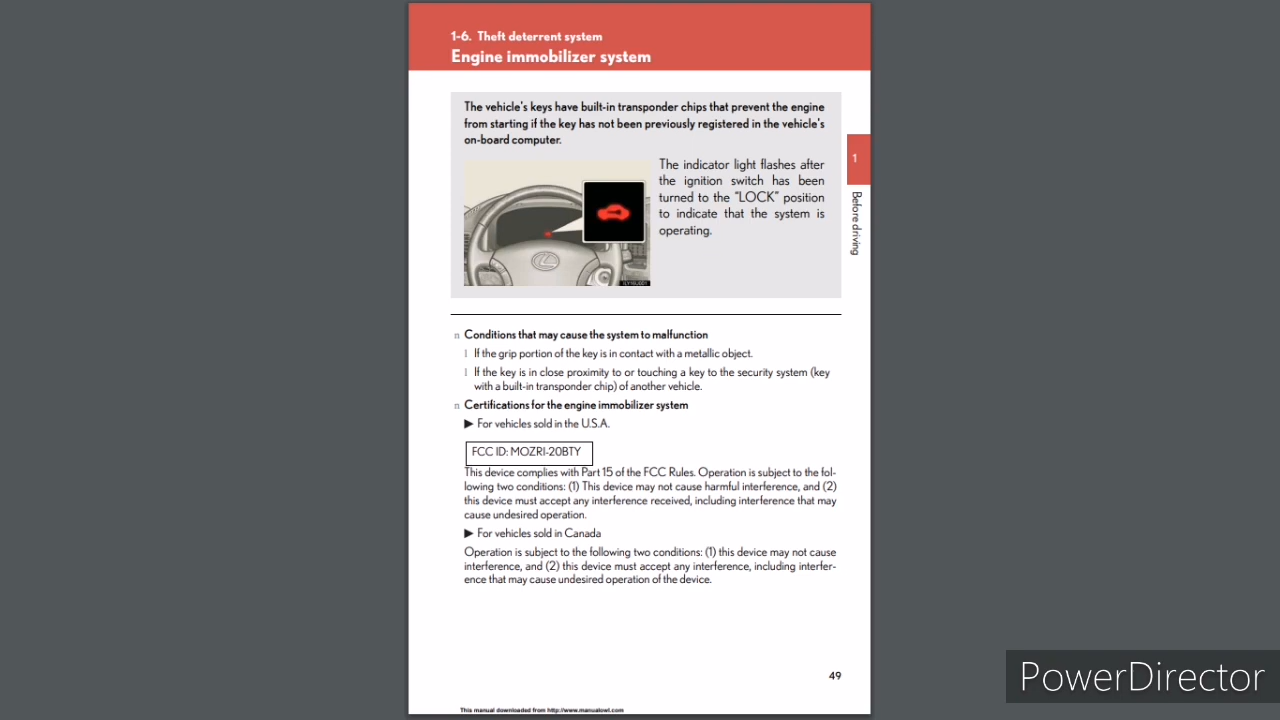 1-6. Theft deterrent system
Engine immobilizer system
The vehicle's keys have built-in transponder chips that prevent the engine
from starting if the key has not been previously registered in the vehicle's
on-board computer.
The indicator light flashes after
the ignition switch has been
turned to the “LOCK” position
to indicate that the system is
operating.
1
Before driving
n Conditions that may cause the system to malfunction
l If the grip portion of the key is in contact with a metallic object.
l If the key is in close proximity to or touching a key to the security system (key
with a built-in transponder chip) of another vehicle.
n Certifications for the engine immobilizer system
▶ For vehicles sold in the U.S.A.
FCC ID: MOZRI-20BTY
This device complies with Part 15 of the FCC Rules. Operation is subject to the fol-
lowing two conditions: (1) This device may not cause harmful interference, and (2)
this device must accept any interference received, including interference that may
cause undesired operation.
▶ For vehicles sold in Canada
Operation is subject to the following two conditions: (1) this device may not cause
interference, and (2) this device must accept any interference, including interfer-
ence that may cause undesired operation of the device.
49
This manual downloaded from http://www.manualowl.com
PowerDirector